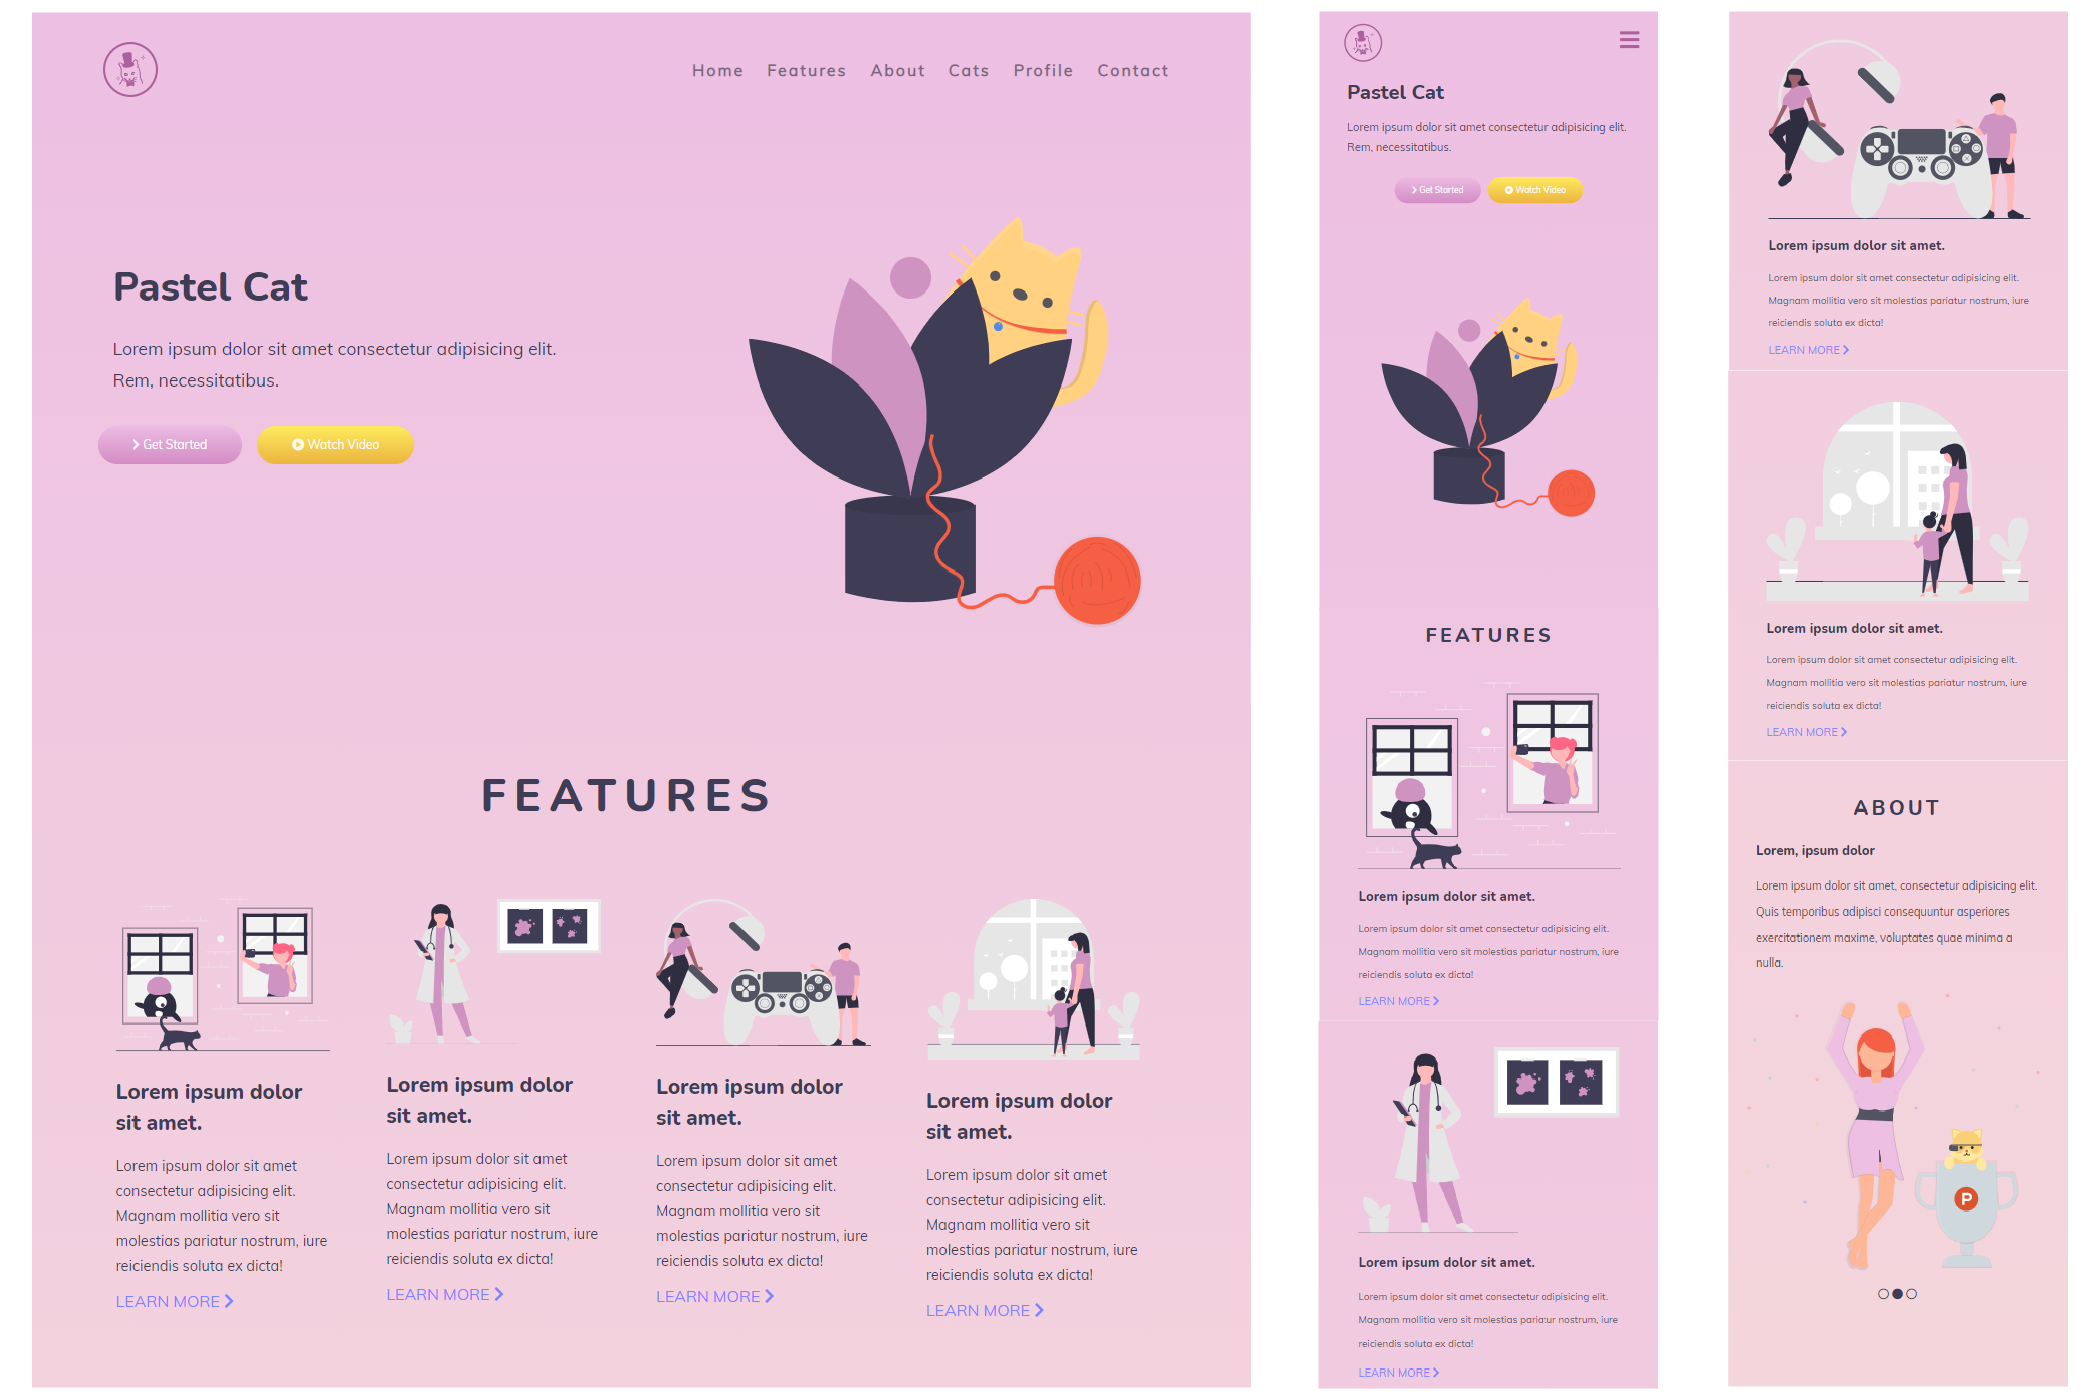 Home Features About Cats Profile Contact
Pastel Cat
Lorem ipsum dolor sit amet consectetur adipisicing elit.
Rem, necessitatibus.
Get Started
Watch Video
FEATURES
Lorem ipsum dolor
sit amet.
Lorem ipsum dolor sit amet
consectetur adipisicing elit.
Magnam mollitia vero sit
molestias pariatur nostrum, iure
reiciendis soluta ex dicta!
LEARN MORE
Lorem ipsum dolor
sit amet.
Lorem ipsum dolor sit amet
consectetur adipisicing elit.
Magnam mollitia vero sit
molestias pariatur nostrum, iure
reiciendis soluta ex dicta!
LEARN MORE
Lorem ipsum dolor
sit amet.
Lorem ipsum dolor sit amet
consectetur adipisicing elit.
Magnam mollitia vero sit
molestias pariatur nostrum, iure
reiciendis soluta ex dicta!
LEARN MORE
Lorem ipsum dolor
sit amet.
Lorem ipsum dolor sit amet
consectetur adipisicing elit.
Magnam mollitia vero sit
molestias pariatur nostrum, iure
reiciendis soluta ex dicta!
LEARN MORE
Pastel Cat
Lorem ipsum dolor sit amet consectetur adipisicing elit.
Rem, necessitatibus.
Get Started
Watch Video
FEATURES
Lorem ipsum dolor sit amet.
Lorem ipsum dolor sit amet consectetur adipisicing elit.
Magnam mollitia vero sit molestias pariatur nostrum, iure
reiciendis soluta ex dicta!
LEARN MORE
Lorem ipsum dolor sit amet.
Lorem ipsum dolor sit amet consectetur adipisicing elit.
Magnam mollitia vero sit molestias pariatur nostrum, iure
reiciendis soluta ex dicta!
LEARN MORE
Lorem ipsum dolor sit amet.
Lorem ipsum dolor sit amet consectetur adipisicing elit.
Magnam mollitia vero sit molestias pariatur nostrum, iure
reiciendis soluta ex dicta!
LEARN MORE
Lorem ipsum dolor sit amet.
Lorem ipsum dolor sit amet consectetur adipisicing elit.
Magnam mollitia vero sit molestias pariatur nostrum, iure
reiciendis soluta ex dicta!
LEARN MORE
ABOUT
Lorem, ipsum dolor
Lorem ipsum dolor sit amet, consectetur adipisicing elit.
Quis temporibus adipisci consequuntur asperiores
exercitationem maxime, voluptates quae minima a
nulla.
P